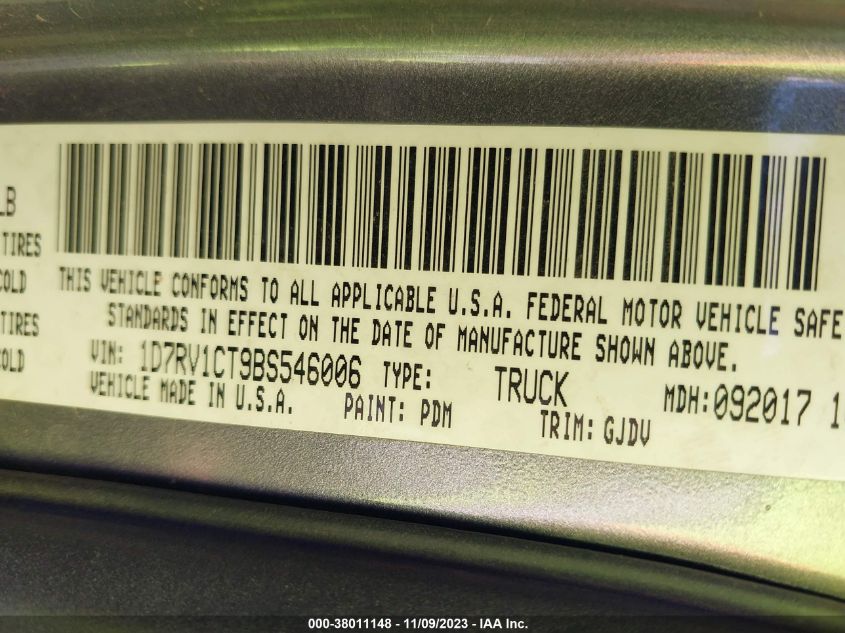 LB
TIRES
COLD
TIRES
COLD
THIS VEHICLE CONFORMS TO ALL APPLICABLE U.S.A. FEDERAL MOTOR VEHICLE SAFE
STANDARDS IN EFFECT ON THE DATE OF MANUFACTURE SHOWN ABOVE.
VIN: 1D7RV1CT9BS546006 TYPE: TRUCK MDH:092017 1
VEHICLE MADE IN U.S.A. PAINT: PDM TRIM: GJDV
000-38011148 - 11/09/2023 - IAA Inc.